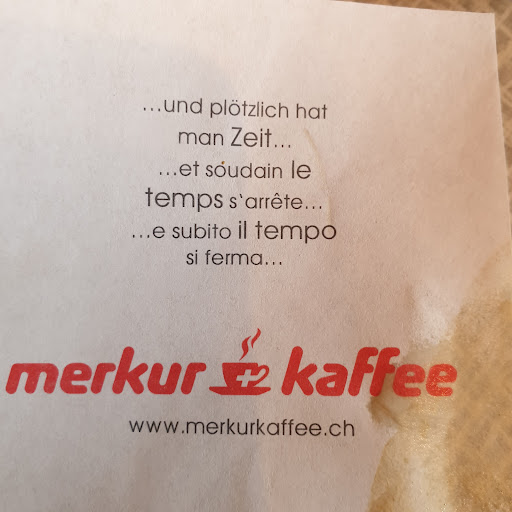 ...und plötzlich hat
man Zeit...
...et sóudain le
temps s'arrête...
...e subito il tempo
si ferma...
merkur kaffee
www.merkurkaffee.ch